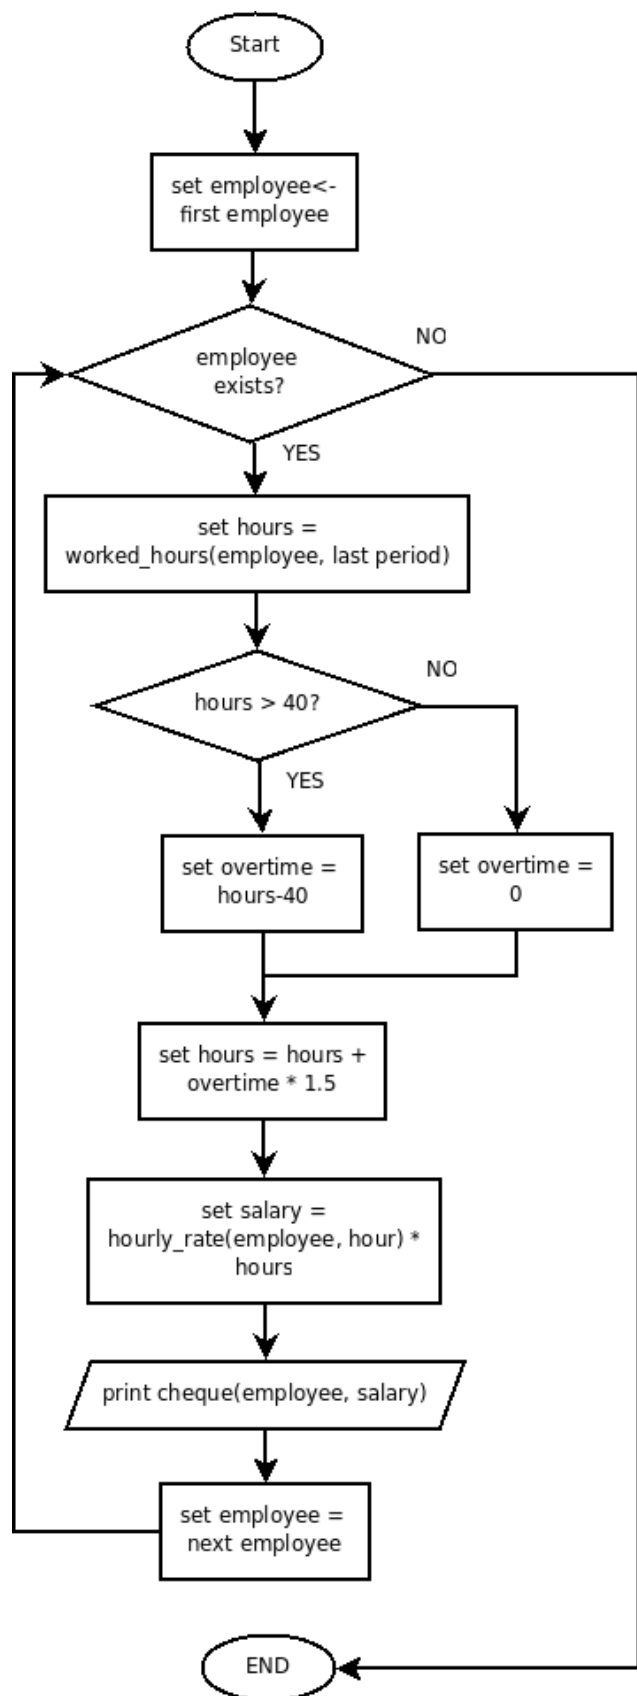 Start
set employee<-
first employee
NO
employee
exists?
YES
set hours =
worked_hours(employee, last period)
NO
hours > 40?
YES
set overtime =
hours-40
set overtime =
0
set hours = hours +
overtime * 1.5
set salary =
hourly_rate(employee, hour) *
hours
print cheque(employee, salary)
set employee =
next employee
END